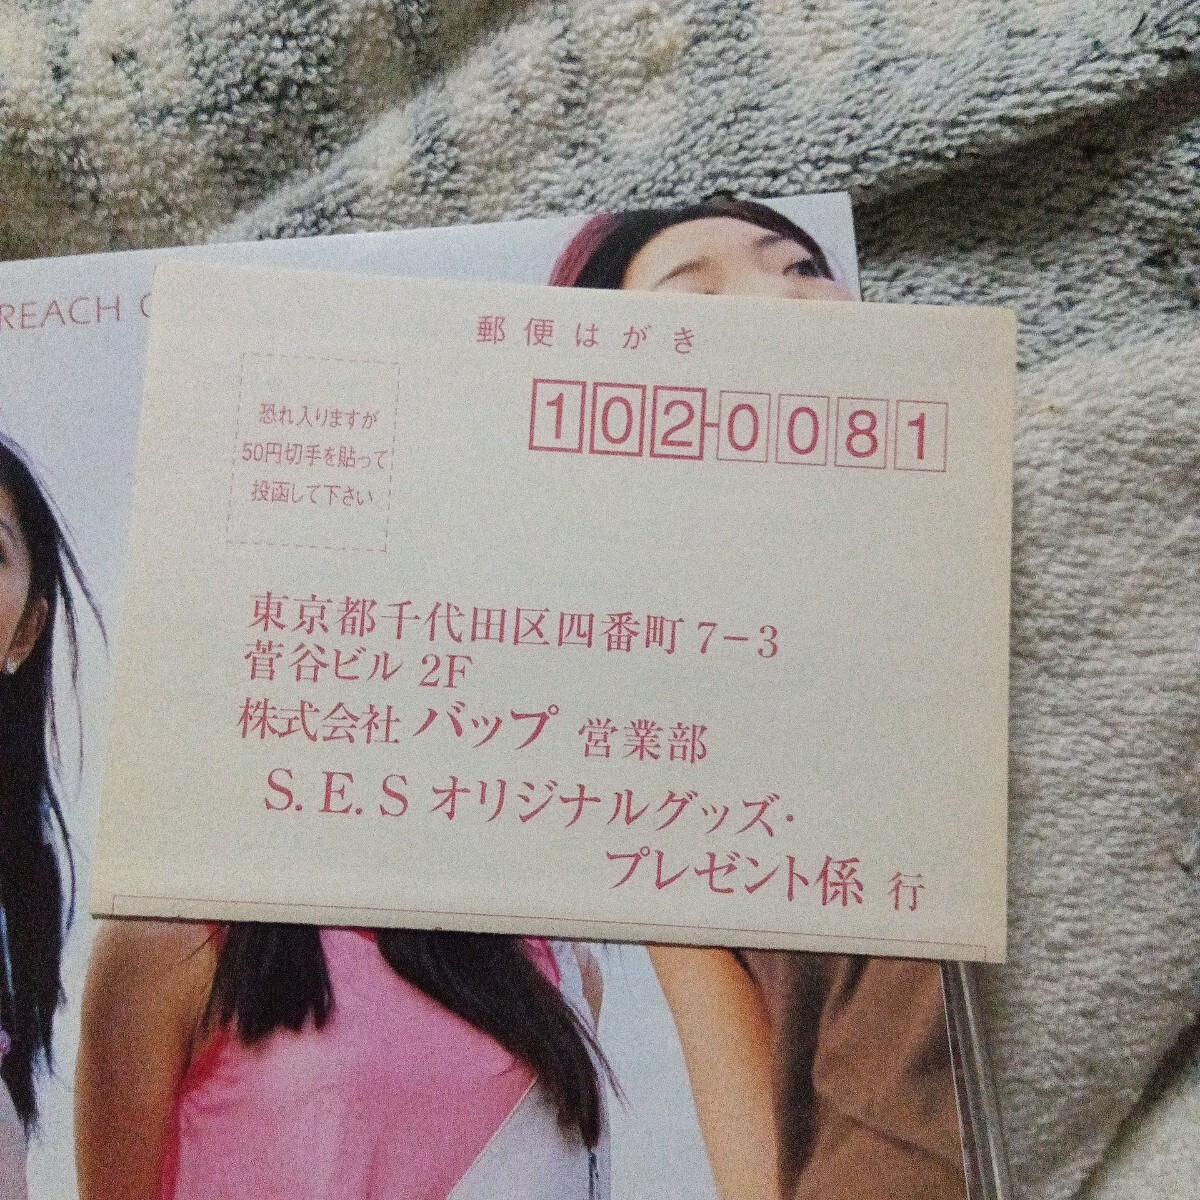 REACH
郵便はがき
恐れ入りますが
50円切手を貼って
投函して下さい
102-0081
東京都千代田区四番町7-3
菅谷ビル 2F
株式会社 バップ 営業部
S.E.S オリジナルグッズ・
プレゼント係 行